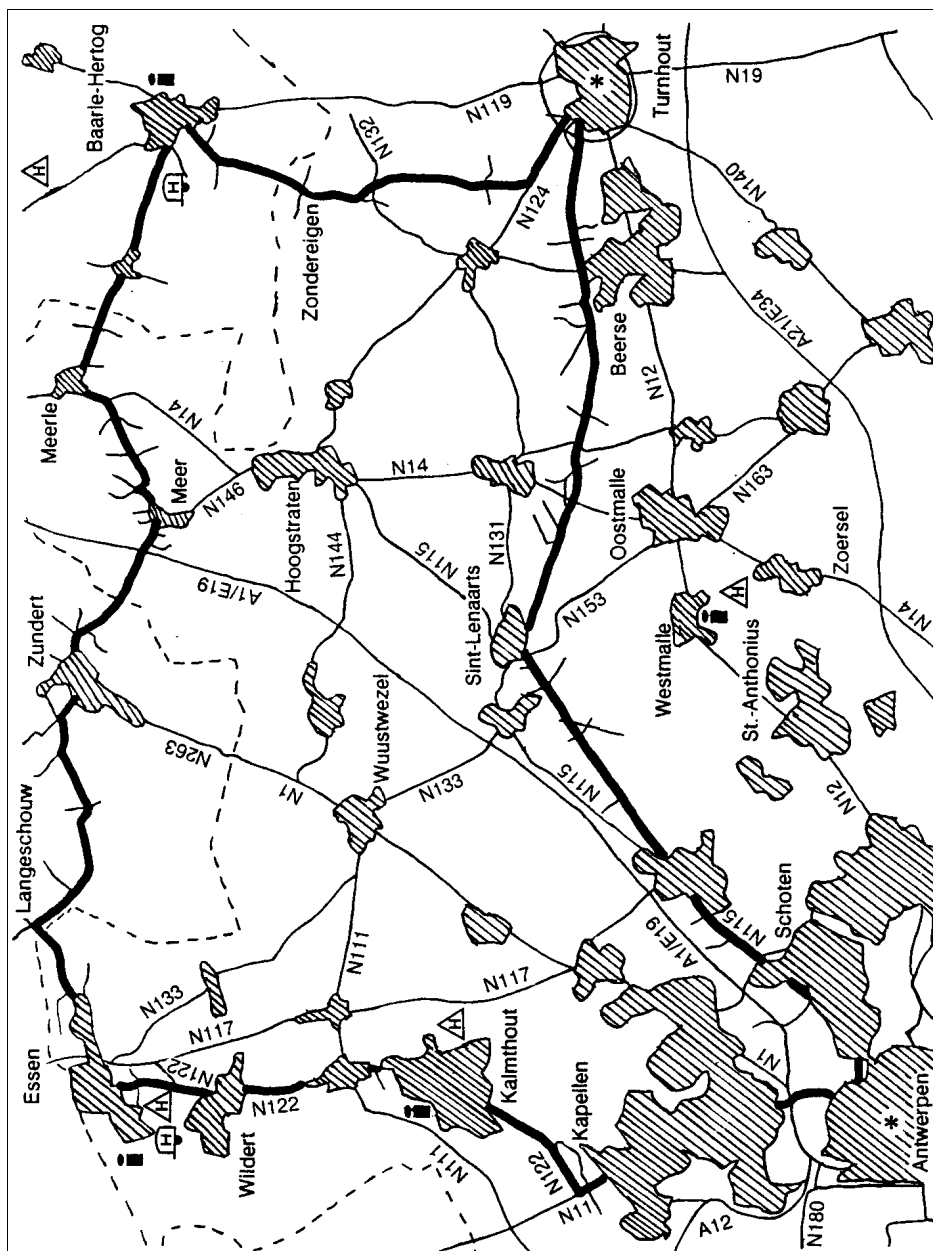 Essen
Langeschouw
Zundert
H
Meerle
Baarle-Hertog
H
H
N133
N122
N117
N263
Meer
N14
H
Wildert
N122
N146
A1/E19
N1
Hoogstraten
Zondereigen
N111
N111
N144
N132
Wuustwezel
N14
H
N133
N115
N119
Kalmthout
N117
Sint-Lenaarts
N131
N124
N122
N11
Kapellen
N115
N153
Oostmalle
Beerse
*
A1/E19
Westmalle
N12
Turnhout
A12
N1
N115
Schoten
St.-Anthonius
H
N163
N140
N19
N180
N12
Zoersel
A21/E34
*
Antwerpen
N14